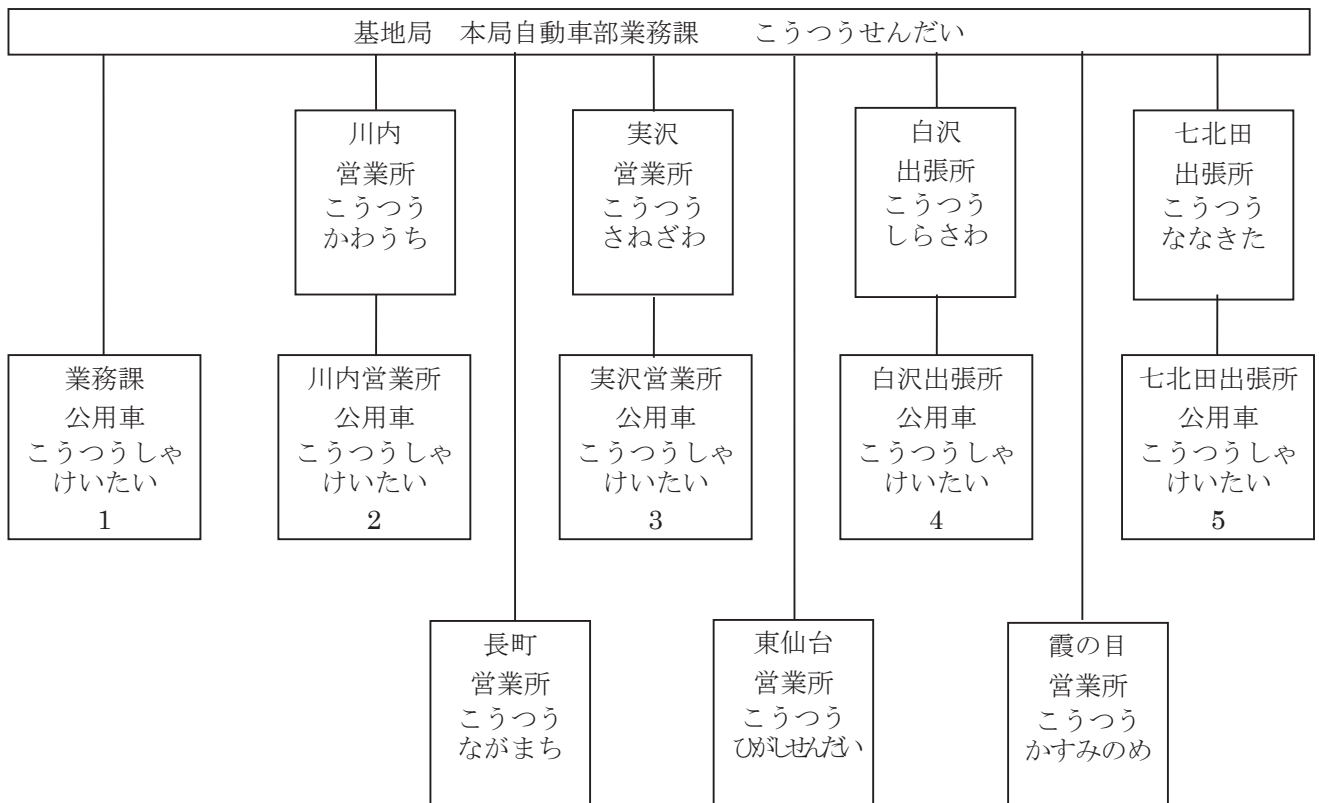 基地局　本局自動車部業務課　　こうつうせんだい
川内
営業所
こうつう
かわうち
実沢
営業所
こうつう
さねざわ
白沢
出張所
こうつう
しらさわ
七北田
出張所
こうつう
ななきた
業務課
公用車
こうつうしゃ
けいたい
1
川内営業所
公用車
こうつうしゃ
けいたい
2
実沢営業所
公用車
こうつうしゃ
けいたい
3
白沢出張所
公用車
こうつうしゃ
けいたい
4
七北田出張所
公用車
こうつうしゃ
けいたい
5
長町
営業所
こうつう
ながまち
東仙台
営業所
こうつう
ひがしせんだい
霞の目
営業所
こうつう
かすみのめ